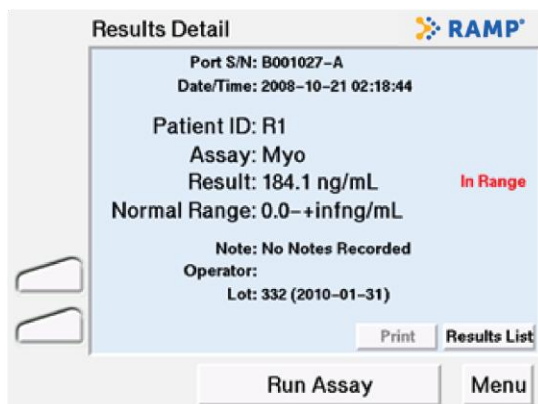 Results Detail
RAMP®
Port S/N: B001027-A
Date/Time: 2008-10-21 02:18:44
Patient ID: R1
Assay: Myo
Result: 184.1 ng/mL
In Range
Normal Range: 0.0-+infng/mL
Note: No Notes Recorded
Operator:
Lot: 332 (2010-01-31)
Print
Results List
Run Assay
Menu